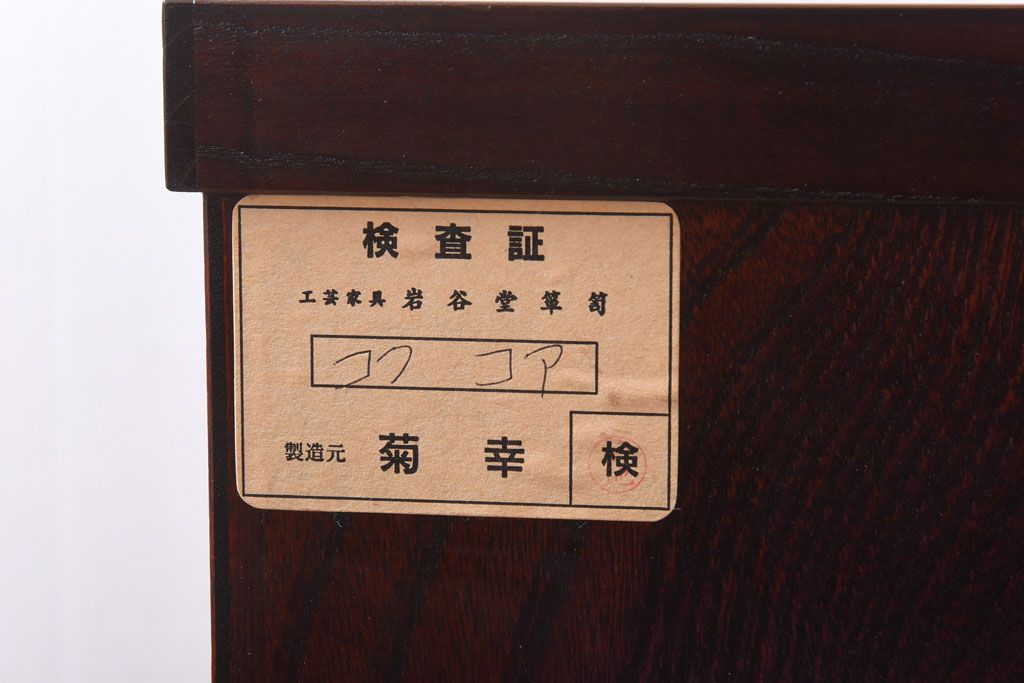 検査証
工芸家具 岩谷堂箪笥
コク コア
製造元 菊幸
検